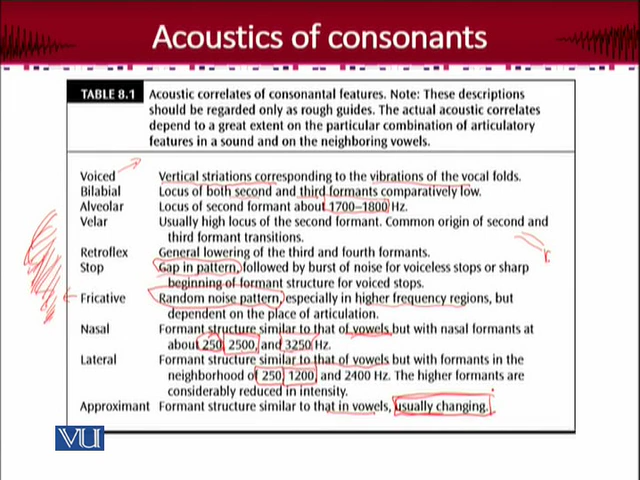 Acoustics of consonants
TABLE 8.1 Acoustic correlates of consonantal features. Note: These descriptions
should be regarded only as rough guides. The actual acoustic correlates
depend to a great extent on the particular combination of articulatory
features in a sound and on the neighboring vowels.
Voiced Vertical striations corresponding to the vibrations of the vocal folds.
Bilabial Locus of both second and third formants comparatively low.
Alveolar Locus of second formant about 1700–1800 Hz.
Velar Usually high locus of the second formant. Common origin of second and
third formant transitions.
Retroflex General lowering of the third and fourth formants.
Stop Gap in pattern, followed by burst of noise for voiceless stops or sharp
beginning of formant structure for voiced stops.
Fricative Random noise pattern, especially in higher frequency regions, but
dependent on the place of articulation.
Nasal Formant structure similar to that of vowels but with nasal formants at
about 250, 2500, and 3250 Hz.
Lateral Formant structure similar to that of vowels but with formants in the
neighborhood of 250, 1200, and 2400 Hz. The higher formants are
considerably reduced in intensity.
Approximant Formant structure similar to that in vowels, usually changing.
VU